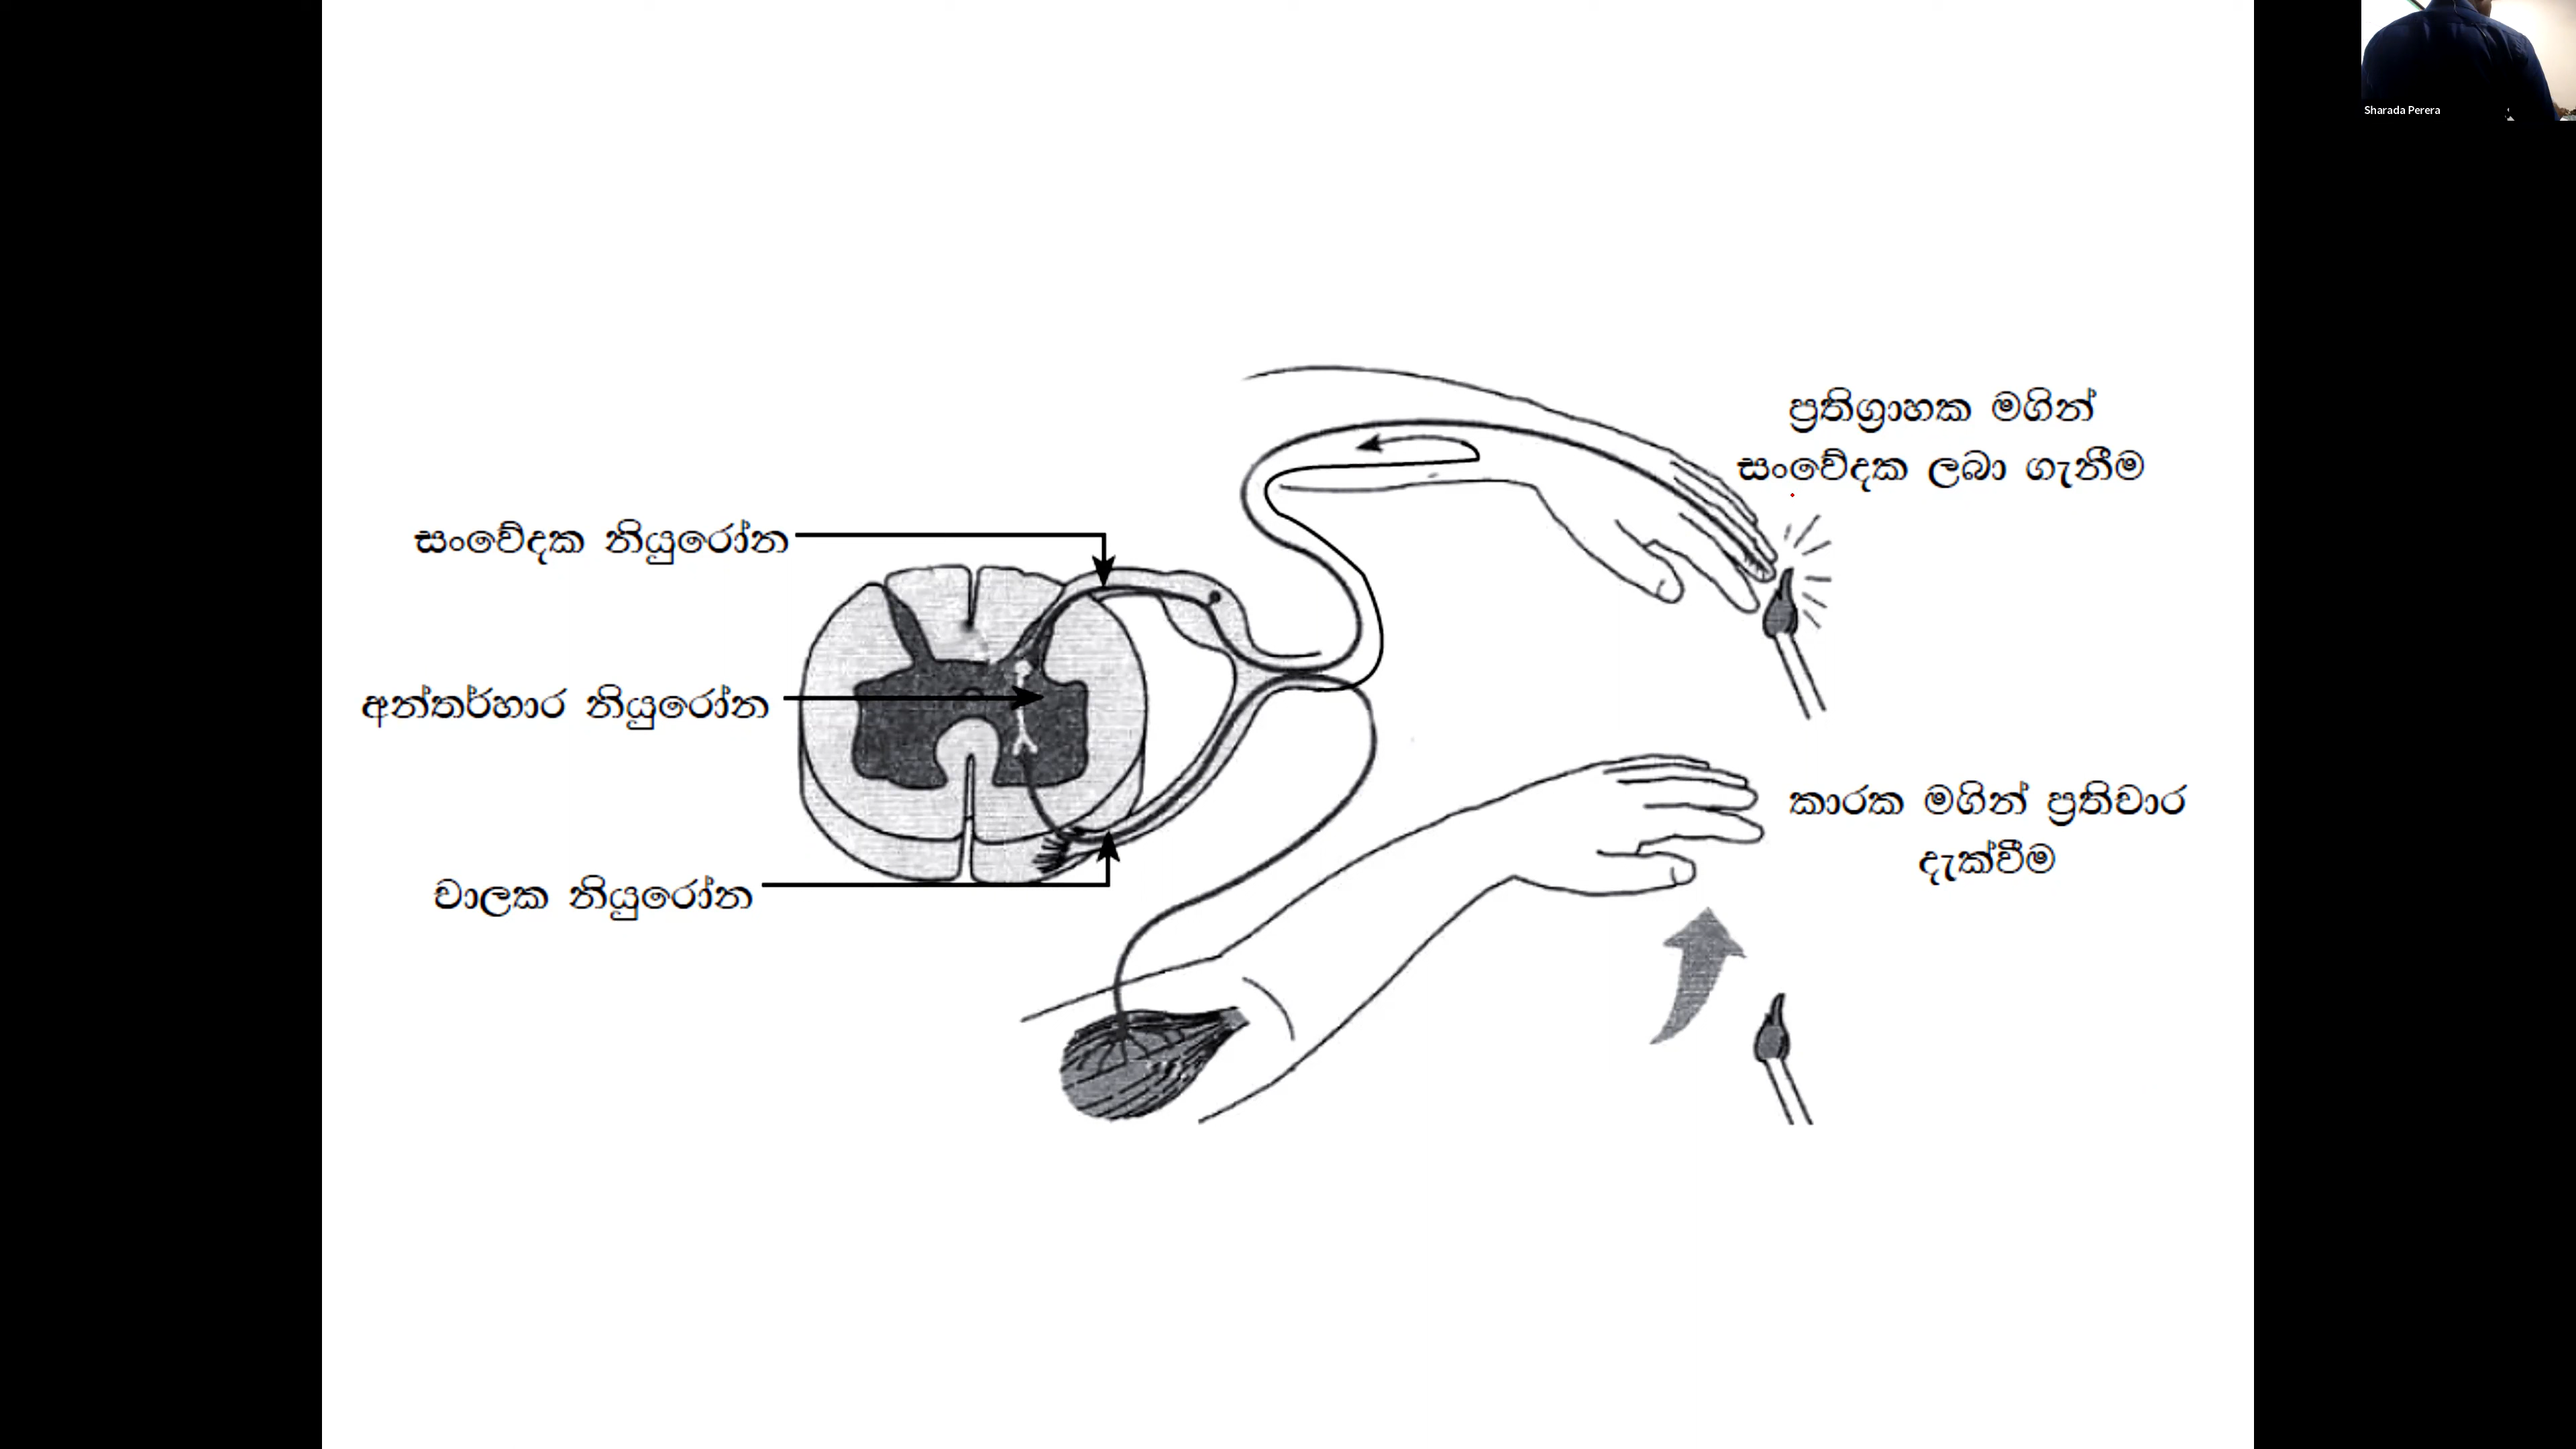 Sharada Perera
ප්‍රතිග්‍රාහක මගින්
සංවේදක ලබා ගැනීම
සංවේදක නියුරෝන
අන්තර්හාර නියුරෝන
චාලක නියුරෝන
කාරක මගින් ප්‍රතිචාර
දැක්වීම